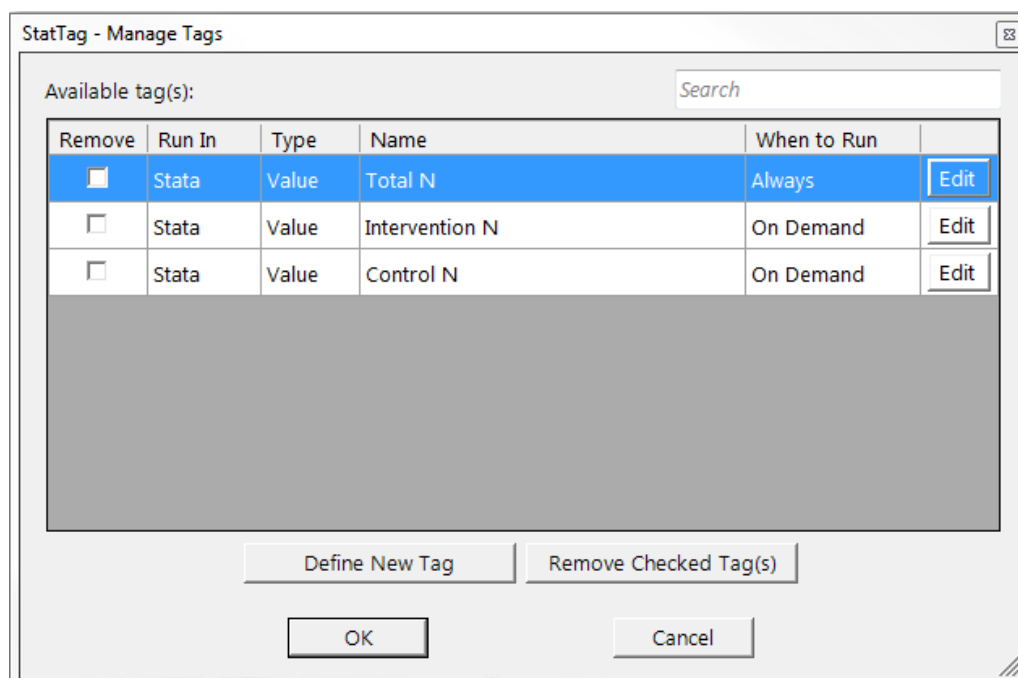 StatTag - Manage Tags
Available tag(s): Search
Remove Run In Type Name When to Run
Stata Value Total N Always Edit
Stata Value Intervention N On Demand Edit
Stata Value Control N On Demand Edit
Define New Tag Remove Checked Tag(s)
OK Cancel